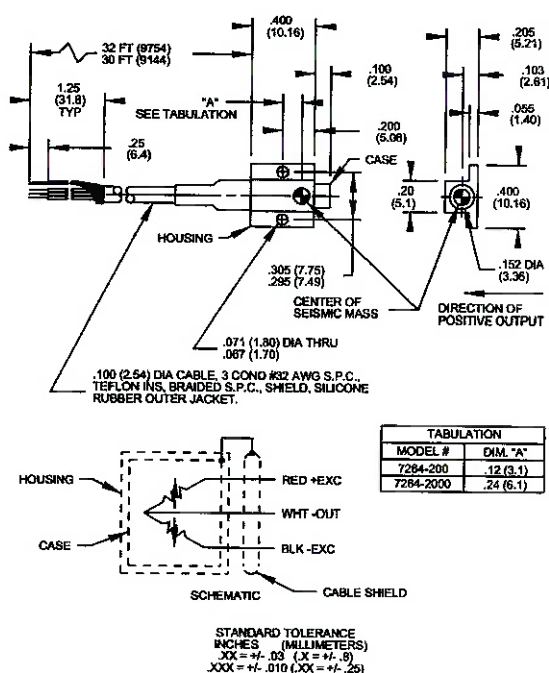 32 FT (9754)
30 FT (9144)
1.25
(31.8)
TYP
.25
(6.4)
"A"
SEE TABULATION
.400
(10.16)
.100
(2.54)
.200
(5.08)
CASE
HOUSING
.305 (7.75)
.295 (7.49)
CENTER OF
SEISMIC MASS
.071 (1.80) DIA THRU
.067 (1.70)
.205
(5.21)
.103
(2.61)
.055
(1.40)
.20
(5.1)
.400
(10.16)
.152 DIA
(3.36)
DIRECTION OF
POSITIVE OUTPUT
.100 (2.54) DIA CABLE, 3 COND #32 AWG S.P.C.,
TEFLON INS, BRAIDED S.P.C., SHIELD, SILICONE
RUBBER OUTER JACKET.
TABULATION
MODEL # DIM. "A"
7264-200 .12 (3.1)
7264-2000 .24 (6.1)
HOUSING
CASE
RED +EXC
WHT -OUT
BLK -EXC
SCHEMATIC
CABLE SHIELD
STANDARD TOLERANCE
INCHES (MILLIMETERS)
.XX = +/- .03 (.X = +/- .8)
.XXX = +/- .010 (.XX = +/- .25)